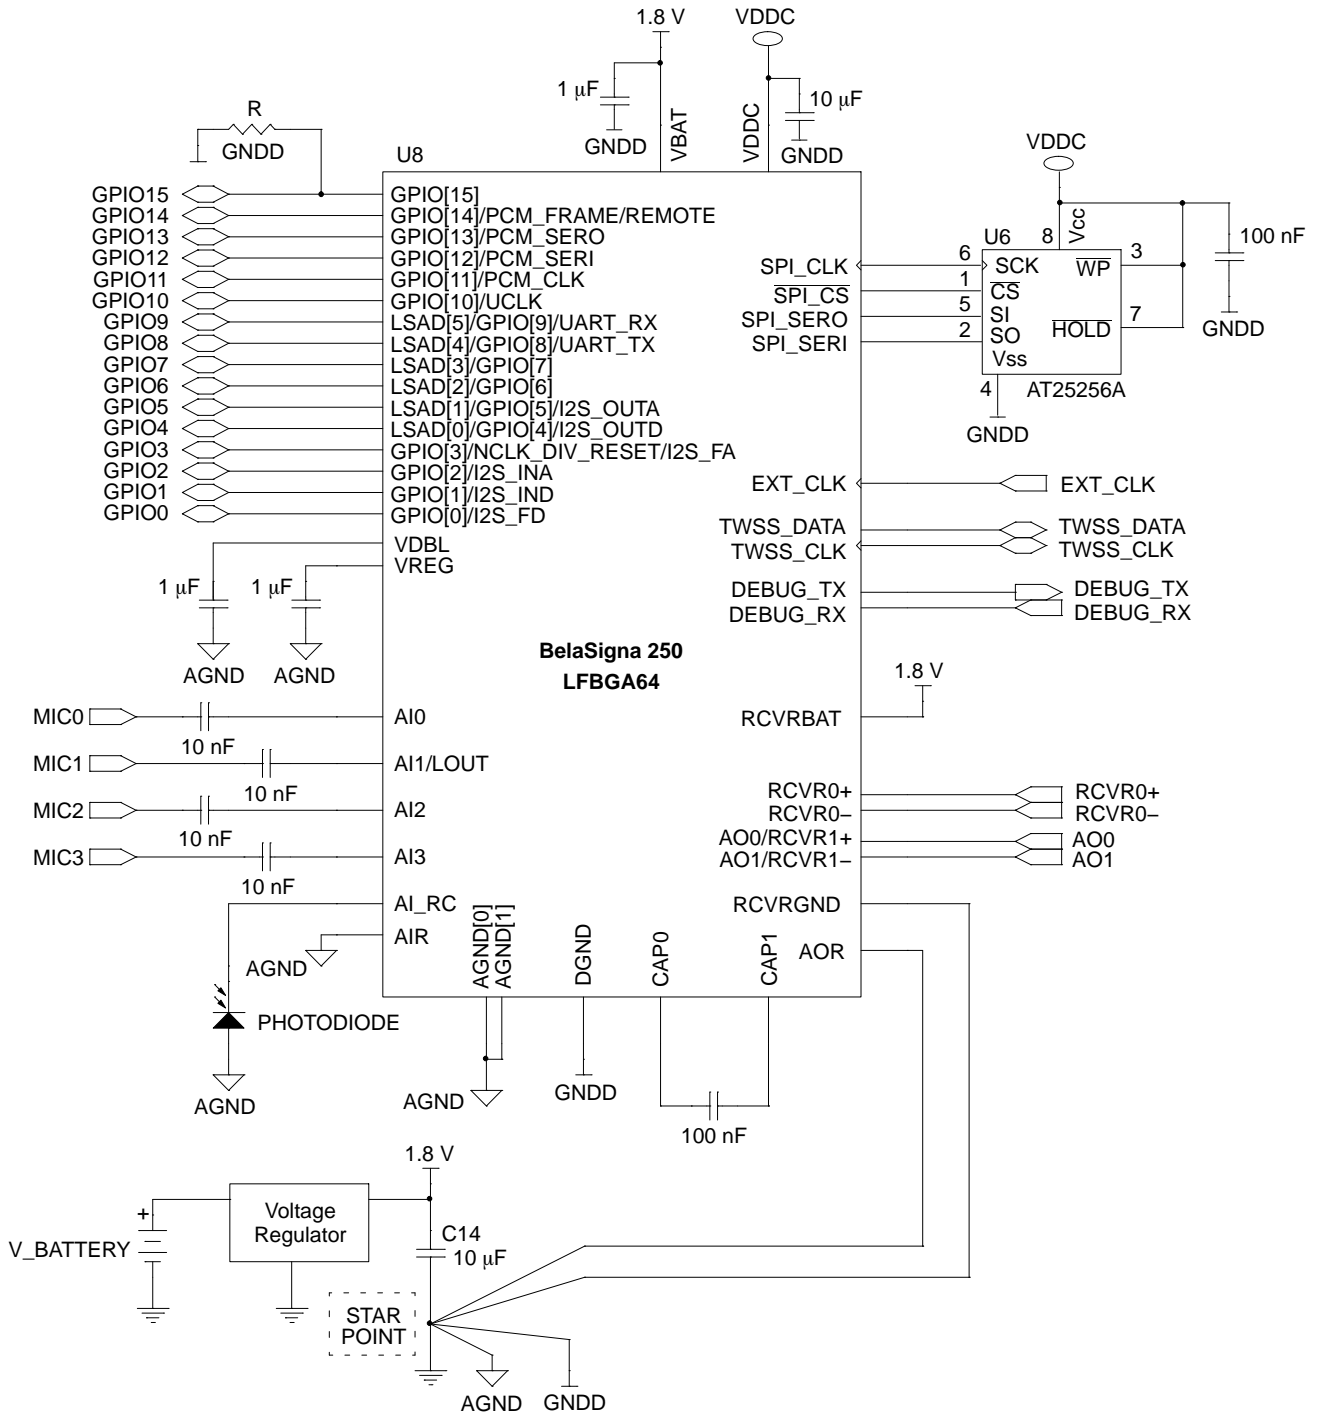 1.8 V
VDDC
1 μF
10 μF
GNDD
GNDD
VBAT
VDDC
R
GNDD
U8
GPIO15
GPIO14
GPIO13
GPIO12
GPIO11
GPIO10
GPIO9
GPIO8
GPIO7
GPIO6
GPIO5
GPIO4
GPIO3
GPIO2
GPIO1
GPIO0
GPIO[15]
GPIO[14]/PCM_FRAME/REMOTE
GPIO[13]/PCM_SERO
GPIO[12]/PCM_SERI
GPIO[11]/PCM_CLK
GPIO[10]/UCLK
LSAD[5]/GPIO[9]/UART_RX
LSAD[4]/GPIO[8]/UART_TX
LSAD[3]/GPIO[7]
LSAD[2]/GPIO[6]
LSAD[1]/GPIO[5]/I2S_OUTA
LSAD[0]/GPIO[4]/I2S_OUTD
GPIO[3]/NCLK_DIV_RESET/I2S_FA
GPIO[2]/I2S_INA
GPIO[1]/I2S_IND
GPIO[0]/I2S_FD
VDBL
VREG
1 μF
1 μF
AGND
AGND
VDDC
U6
8
Vcc
100 nF
GNDD
SPI_CLK
SPI_CS
SPI_SERO
SPI_SERI
6
1
5
2
SCK
CS
SI
SO
Vss
WP
HOLD
3
7
4
AT25256A
GNDD
EXT_CLK
EXT_CLK
TWSS_DATA
TWSS_DATA
TWSS_CLK
TWSS_CLK
DEBUG_TX
DEBUG_TX
DEBUG_RX
DEBUG_RX
BelaSigna 250
LFBGA64
1.8 V
RCVRBAT
MIC0
10 nF
AI0
MIC1
10 nF
AI1/LOUT
MIC2
10 nF
AI2
MIC3
10 nF
AI3
RCVR0+
RCVR0+
RCVR0–
RCVR0–
AO0/RCVR1+
AO0
AO1/RCVR1–
AO1
AI_RC
AIR
AGND
RCVRGND
AOR
AGND[0]
AGND[1]
DGND
CAP0
CAP1
PHOTODIODE
AGND
AGND
GNDD
100 nF
1.8 V
Voltage
Regulator
+
V_BATTERY
C14
10 μF
STAR
POINT
AGND
GNDD